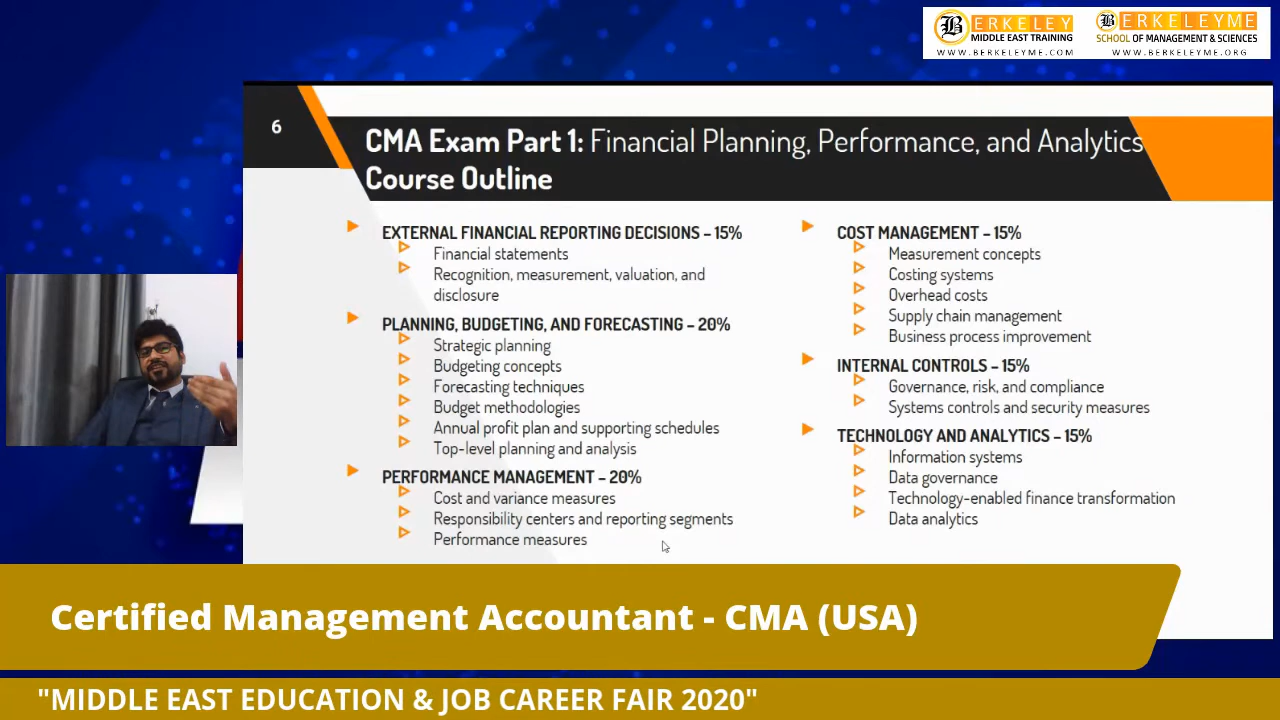 BERKELEY
MIDDLE EAST TRAINING
WWW.BERKELEYME.COM
BERKELEYME
SCHOOL OF MANAGEMENT & SCIENCES
WWW.BERKELEYME.ORG
6
CMA Exam Part 1: Financial Planning, Performance, and Analytics
Course Outline
EXTERNAL FINANCIAL REPORTING DECISIONS – 15%
Financial statements
Recognition, measurement, valuation, and
disclosure
PLANNING, BUDGETING, AND FORECASTING – 20%
Strategic planning
Budgeting concepts
Forecasting techniques
Budget methodologies
Annual profit plan and supporting schedules
Top-level planning and analysis
PERFORMANCE MANAGEMENT – 20%
Cost and variance measures
Responsibility centers and reporting segments
Performance measures
COST MANAGEMENT – 15%
Measurement concepts
Costing systems
Overhead costs
Supply chain management
Business process improvement
INTERNAL CONTROLS – 15%
Governance, risk, and compliance
Systems controls and security measures
TECHNOLOGY AND ANALYTICS – 15%
Information systems
Data governance
Technology-enabled finance transformation
Data analytics
Certified Management Accountant - CMA (USA)
"MIDDLE EAST EDUCATION & JOB CAREER FAIR 2020"